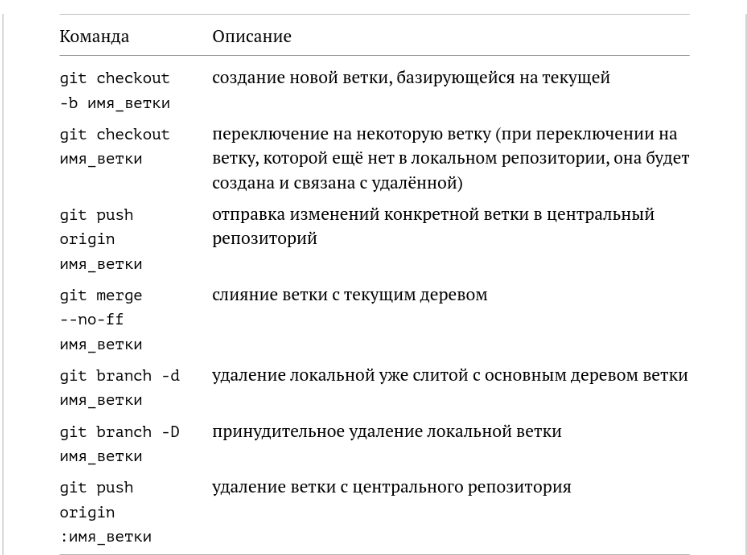 Команда Описание
git checkout создание новой ветки, базирующейся на текущей
-b имя_ветки
git checkout переключение на некоторую ветку (при переключении на
имя_ветки ветку, которой ещё нет в локальном репозитории, она будет
создана и связана с удалённой)
git push отправка изменений конкретной ветки в центральный
origin репозиторий
имя_ветки
git merge слияние ветки с текущим деревом
--no-ff
имя_ветки
git branch -d удаление локальной уже слитой с основным деревом ветки
имя_ветки
git branch -D принудительное удаление локальной ветки
имя_ветки
git push удаление ветки с центрального репозитория
origin
:имя_ветки